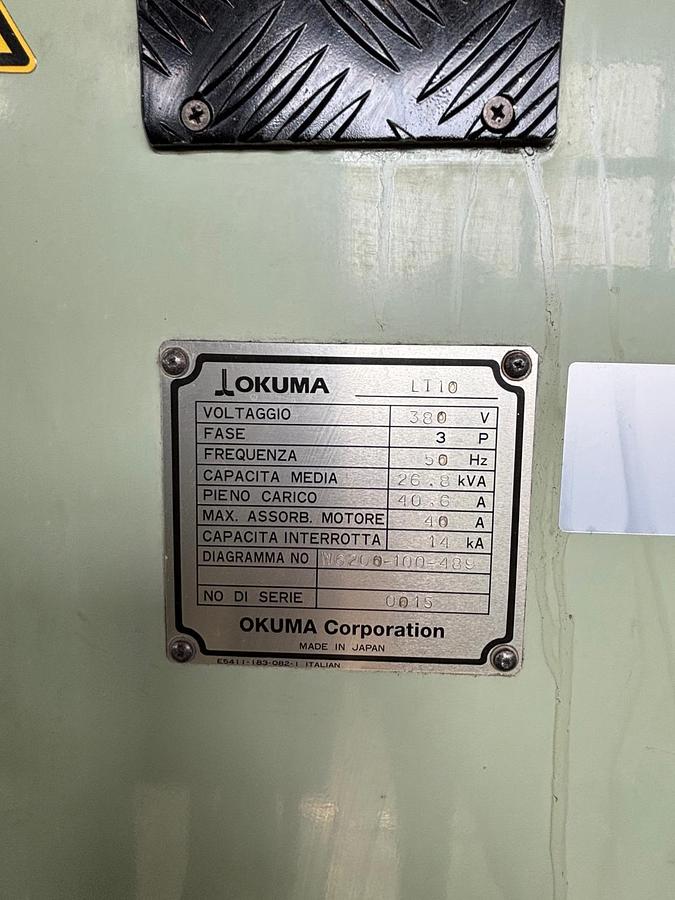 OKUMA LT10
VOLTAGGIO 380 V
FASE 3 P
FREQUENZA 50 Hz
CAPACITA MEDIA 26.8 kVA
PIENO CARICO 40.6 A
MAX. ASSORB. MOTORE 40 A
CAPACITA INTERROTTA 14 kA
DIAGRAMMA NO W6200-100-489
NO DI SERIE 0015
OKUMA Corporation
MADE IN JAPAN
E5411-183-082-1 ITALIAN